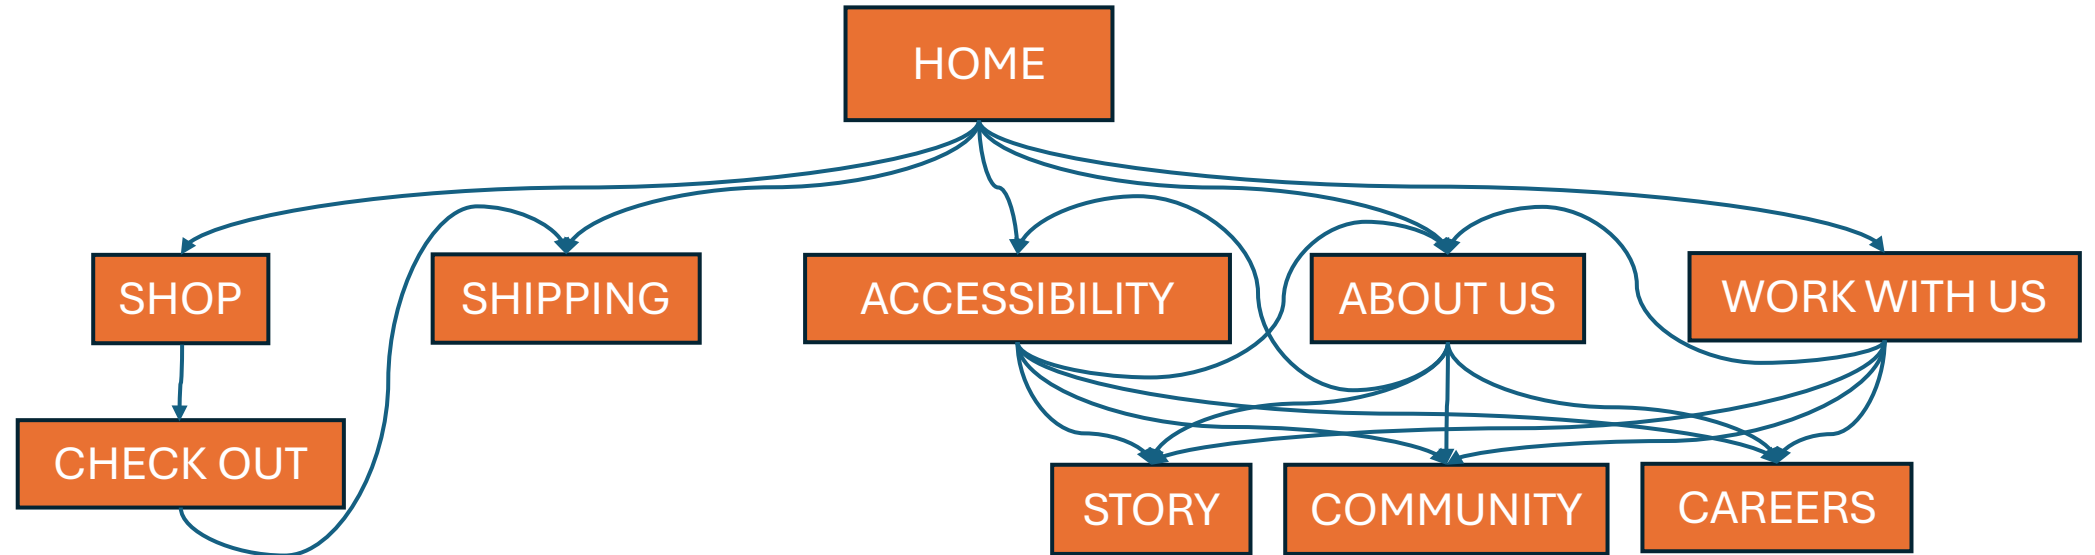 HOME
SHOP
SHIPPING
ACCESSIBILITY
ABOUT US
WORK WITH US
CHECK OUT
STORY
COMMUNITY
CAREERS